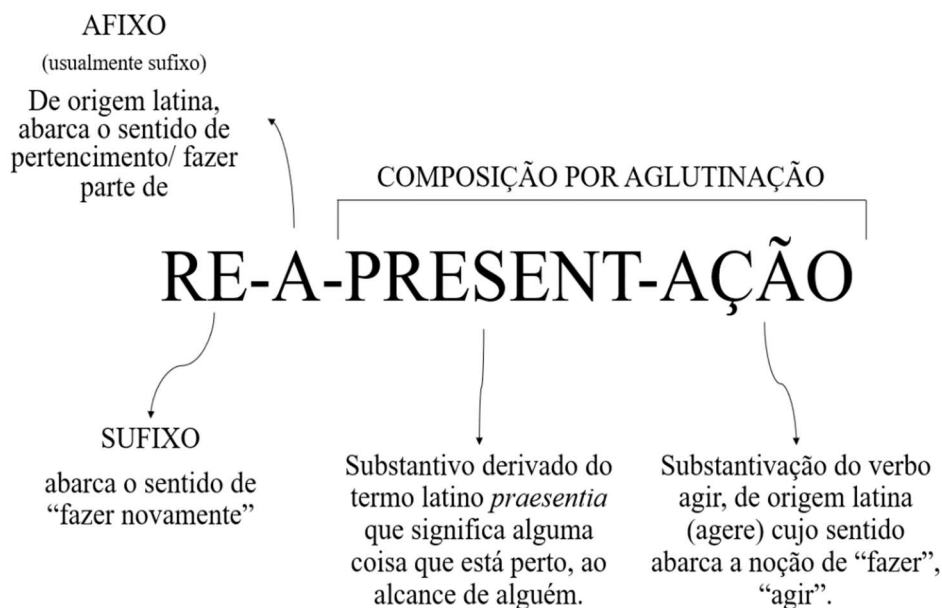 AFIXO
(usualmente sufixo)
De origem latina,
abarca o sentido de
pertencimento/ fazer
parte de
COMPOSIÇÃO POR AGLUTINAÇÃO
RE-A-PRESENT-AÇÃO
SUFIXO
abarca o sentido de
“fazer novamente”
Substantivo derivado do
termo latino praesentia
que significa alguma
coisa que está perto, ao
alcance de alguém.
Substantivação do verbo
agir, de origem latina
(agere) cujo sentido
abarca a noção de “fazer”,
“agir”.